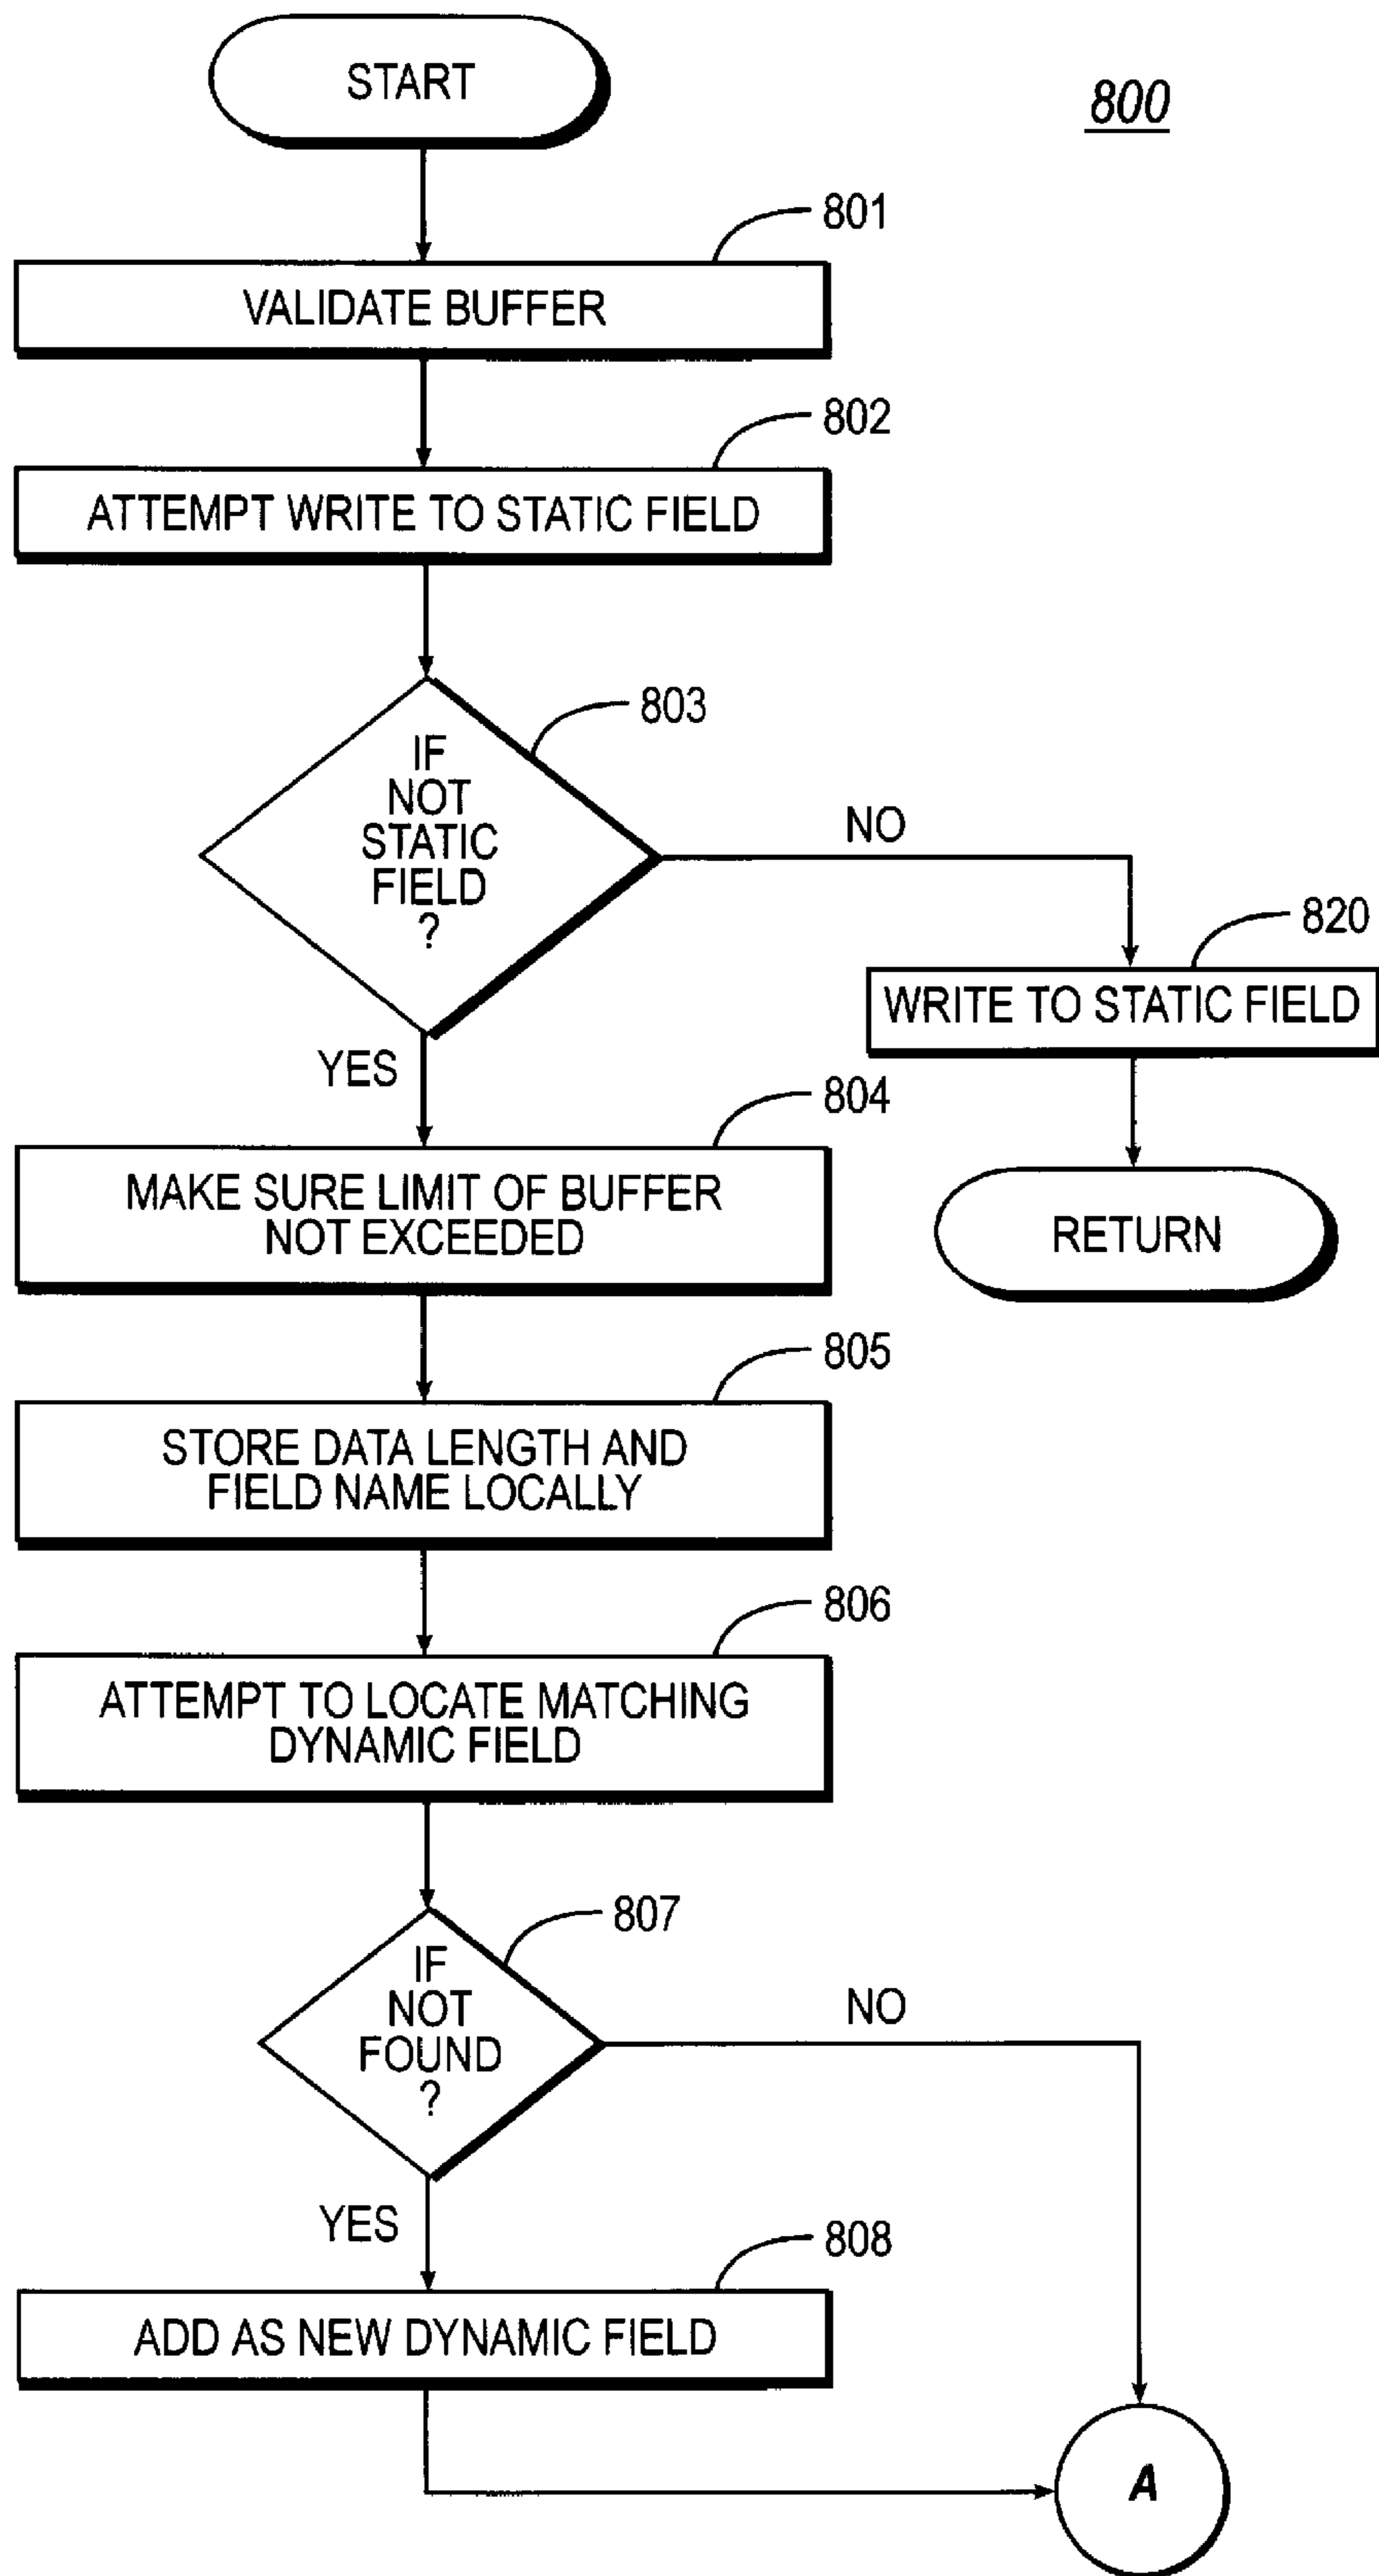 START
800
801
VALIDATE BUFFER
802
ATTEMPT WRITE TO STATIC FIELD
803
IF
NOT
STATIC
FIELD
?
NO
820
WRITE TO STATIC FIELD
YES
804
MAKE SURE LIMIT OF BUFFER
NOT EXCEEDED
RETURN
805
STORE DATA LENGTH AND
FIELD NAME LOCALLY
806
ATTEMPT TO LOCATE MATCHING
DYNAMIC FIELD
807
IF
NOT
FOUND
?
NO
YES
808
ADD AS NEW DYNAMIC FIELD
A